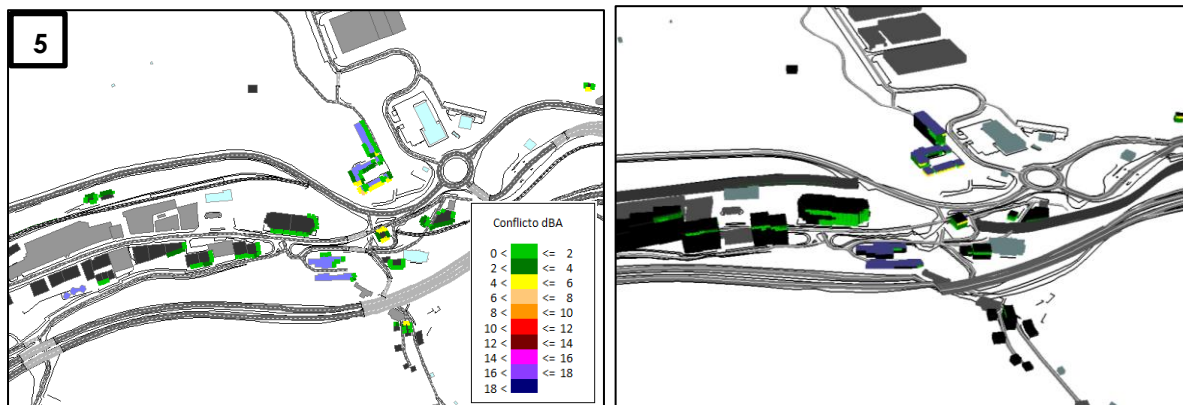 5
Conflicto dBA
0 < <= 2
2 < <= 4
4 < <= 6
6 < <= 8
8 < <= 10
10 < <= 12
12 < <= 14
14 < <= 16
16 < <= 18
18 <